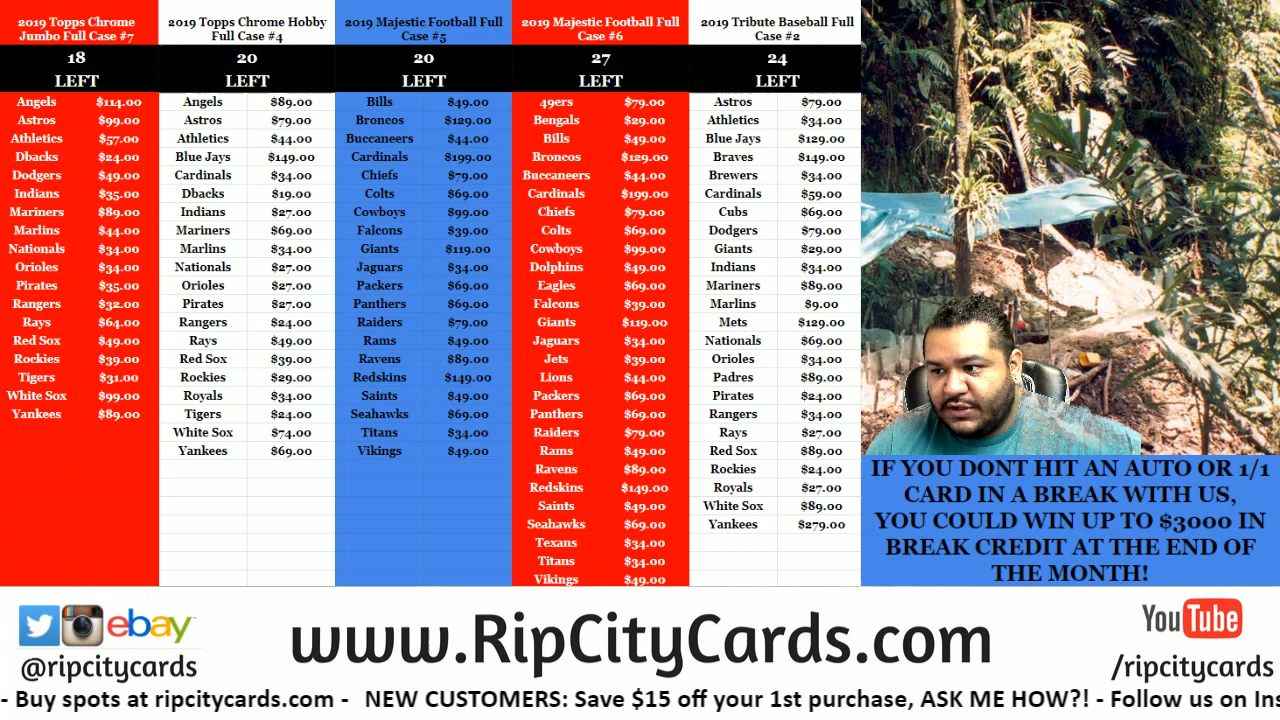 2019 Topps Chrome
Jumbo Full Case #7
18
LEFT
Angels $114.00
Astros $99.00
Athletics $57.00
Dbacks $24.00
Dodgers $49.00
Indians $35.00
Mariners $89.00
Marlins $44.00
Nationals $34.00
Orioles $34.00
Pirates $35.00
Rangers $32.00
Rays $64.00
Red Sox $49.00
Rockies $39.00
Tigers $31.00
White Sox $99.00
Yankees $89.00
2019 Topps Chrome Hobby
Full Case #4
20
LEFT
Angels $89.00
Astros $79.00
Athletics $44.00
Blue Jays $149.00
Cardinals $34.00
Dbacks $19.00
Indians $27.00
Mariners $69.00
Marlins $34.00
Nationals $27.00
Orioles $27.00
Pirates $27.00
Rangers $24.00
Rays $49.00
Red Sox $39.00
Rockies $29.00
Royals $34.00
Tigers $24.00
White Sox $74.00
Yankees $69.00
2019 Majestic Football Full
Case #5
20
LEFT
Bills $49.00
Broncos $129.00
Buccaneers $44.00
Cardinals $199.00
Chiefs $79.00
Colts $69.00
Cowboys $99.00
Falcons $39.00
Giants $119.00
Jaguars $34.00
Packers $69.00
Panthers $69.00
Raiders $79.00
Rams $49.00
Ravens $89.00
Redskins $149.00
Saints $49.00
Seahawks $69.00
Titans $34.00
Vikings $49.00
2019 Majestic Football Full
Case #6
27
LEFT
49ers $79.00
Bengals $29.00
Bills $49.00
Broncos $129.00
Buccaneers $44.00
Cardinals $199.00
Chiefs $79.00
Colts $69.00
Cowboys $99.00
Dolphins $49.00
Eagles $69.00
Falcons $39.00
Giants $119.00
Jaguars $34.00
Jets $39.00
Lions $44.00
Packers $69.00
Panthers $69.00
Raiders $79.00
Rams $49.00
Ravens $89.00
Redskins $149.00
Saints $49.00
Seahawks $69.00
Texans $34.00
Titans $34.00
Vikings $49.00
2019 Tribute Baseball Full
Case #2
24
LEFT
Astros $79.00
Athletics $34.00
Blue Jays $129.00
Braves $149.00
Brewers $34.00
Cardinals $59.00
Cubs $69.00
Dodgers $79.00
Giants $29.00
Indians $34.00
Mariners $89.00
Marlins $9.00
Mets $129.00
Nationals $69.00
Orioles $34.00
Padres $89.00
Pirates $24.00
Rangers $34.00
Rays $27.00
Red Sox $89.00
Rockies $24.00
Royals $27.00
White Sox $89.00
Yankees $279.00
IF YOU DONT HIT AN AUTO OR 1/1
CARD IN A BREAK WITH US,
YOU COULD WIN UP TO $3000 IN
BREAK CREDIT AT THE END OF
THE MONTH!
ebay
@ripcitycards
www.RipCityCards.com
YouTube
/ripcitycards
- Buy spots at ripcitycards.com - NEW CUSTOMERS: Save $15 off your 1st purchase, ASK ME HOW?! - Follow us on Ins